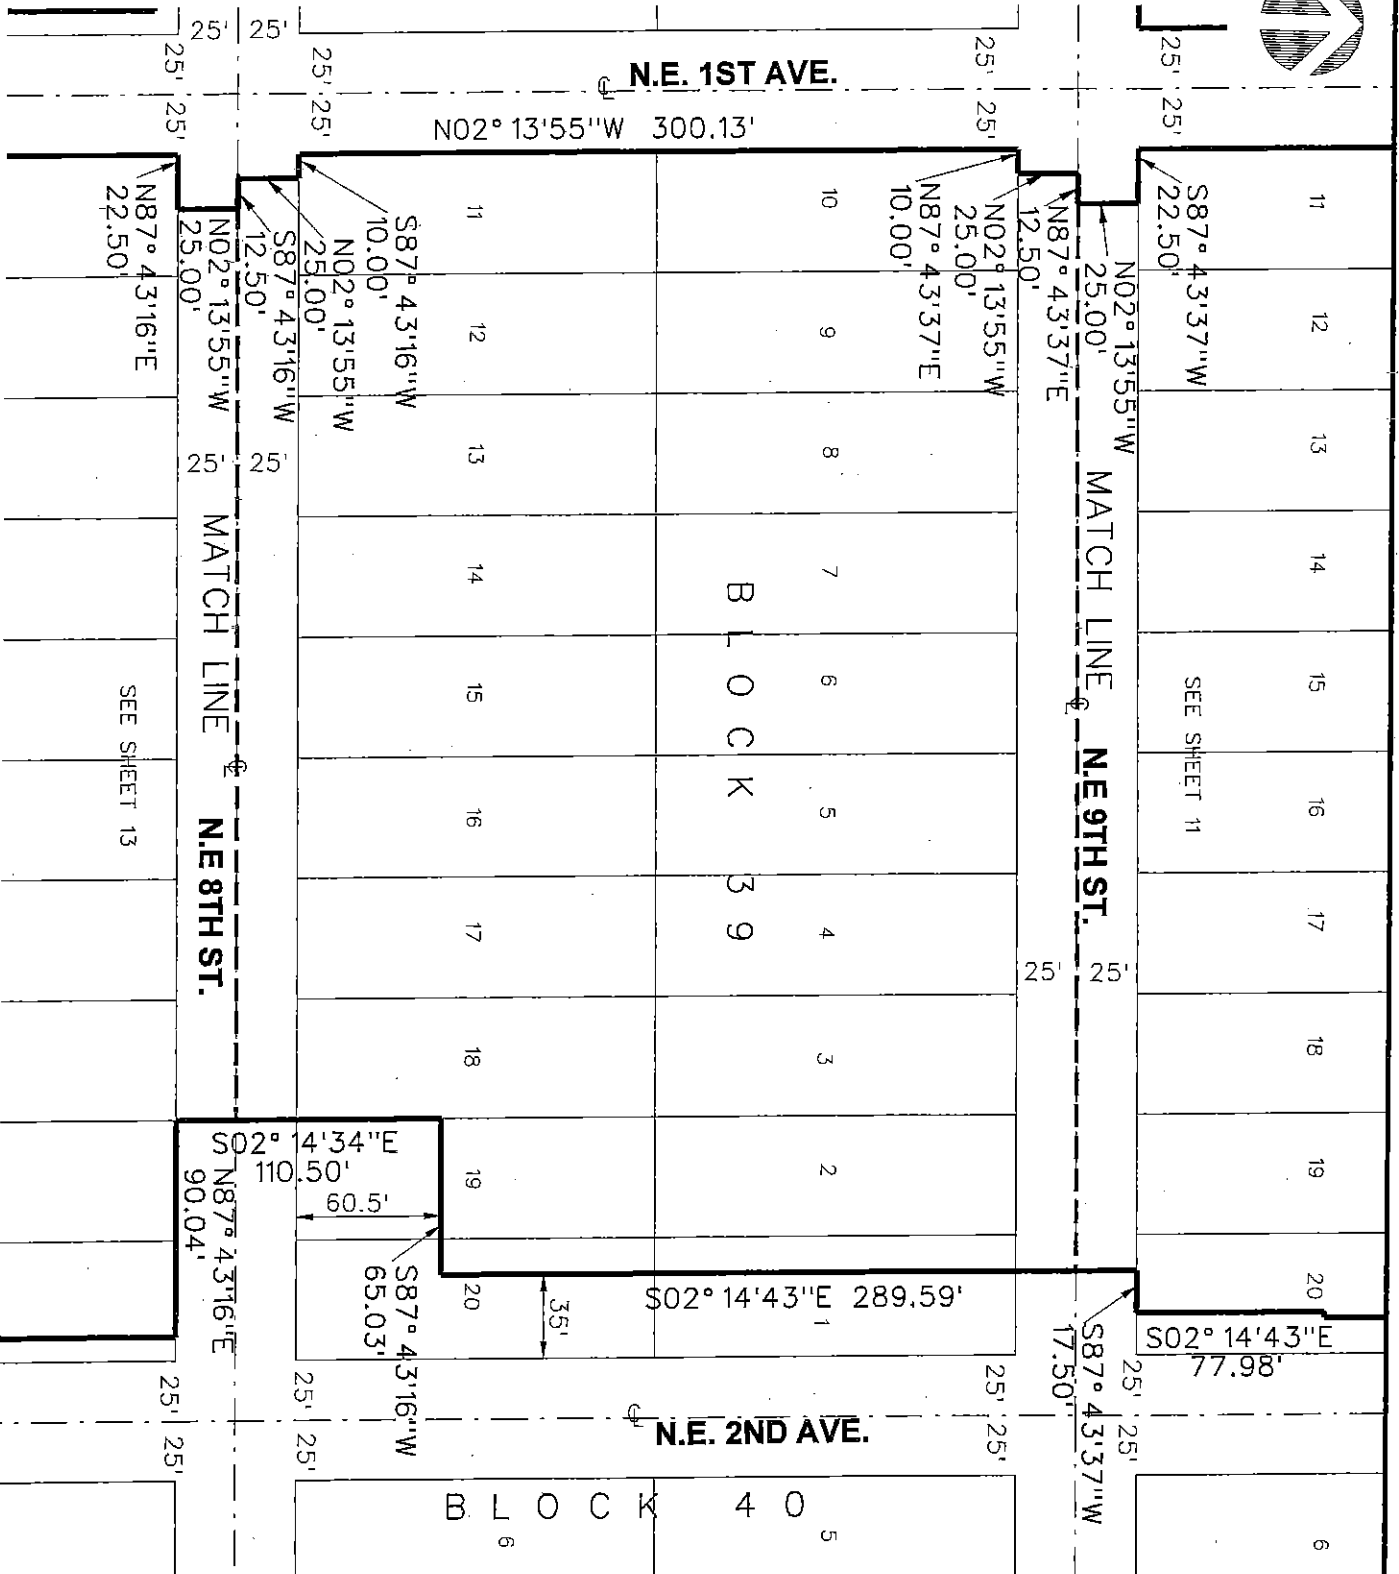 25' 25'
25' 25'
25' 25'
25' 25'
25' 25'
N.E. 1ST AVE.
N02° 13'55"W 300.13'
N87° 43'16"E
22.50'
N02° 13'55"W
25.00'
S87° 43'16"W
12.50'
N02° 13'55"W
25.00'
S87° 43'16"W
10.00'
N87° 43'37"E
10.00'
N02° 13'55"W
25.00'
N87° 43'37"E
12.50'
N02° 13'55"W
25.00'
S87° 43'37"W
22.50'
11
12
13
14
15
16
17
18
19
20
10
9
8
7
6
5
4
3
2
1
11
12
13
14
15
16
17
18
19
20
BLOCK 39
25' 25'
MATCH LINE
N.E 8TH ST.
SEE SHEET 13
MATCH LINE
N.E 9TH ST.
SEE SHEET 11
25' 25'
S02° 14'34"E
110.50'
60.5'
N87° 43'16"E
90.04'
S87° 43'16"W
65.03'
35'
S02° 14'43"E 289.59'
S87° 43'37"W
17.50'
S02° 14'43"E
77.98'
25' 25'
25' 25'
25' 25'
25' 25'
N.E. 2ND AVE.
BLOCK 40
6
5
6